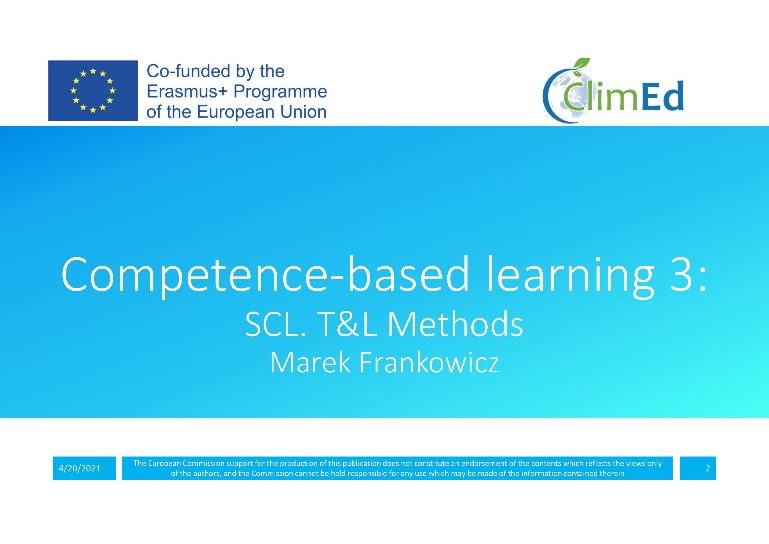 Co-funded by the
Erasmus+ Programme
of the European Union
ClimEd
Competence-based learning 3:
SCL. T&L Methods
Marek Frankowicz
4/20/2021
The European Commission support for the production of this publication does not constitute an endorsement of the contents which reflects the views only
of the authors, and the Commission cannot be held responsible for any use which may be made of the information contained therein
2